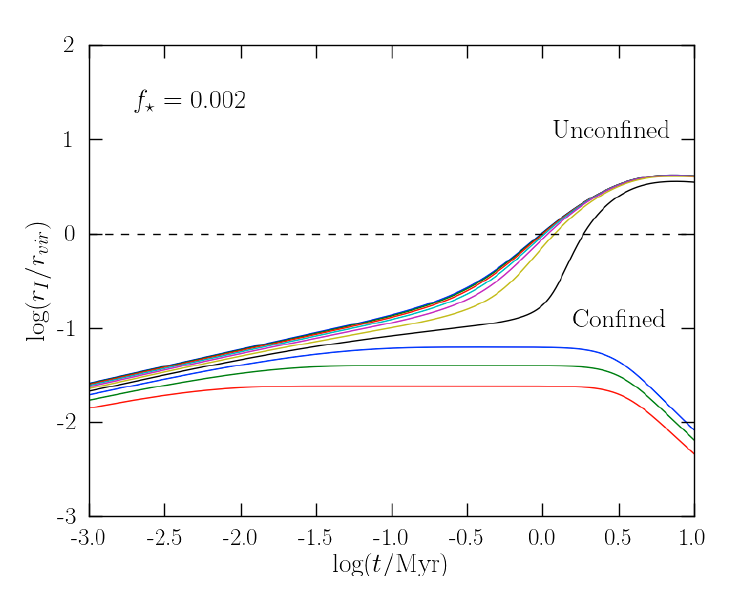 2
f⋆ = 0.002
Unconfined
1
0
log(r_I/r_vir)
-1
Confined
-2
-3
-3.0 -2.5 -2.0 -1.5 -1.0 -0.5 0.0 0.5 1.0
log(t/Myr)